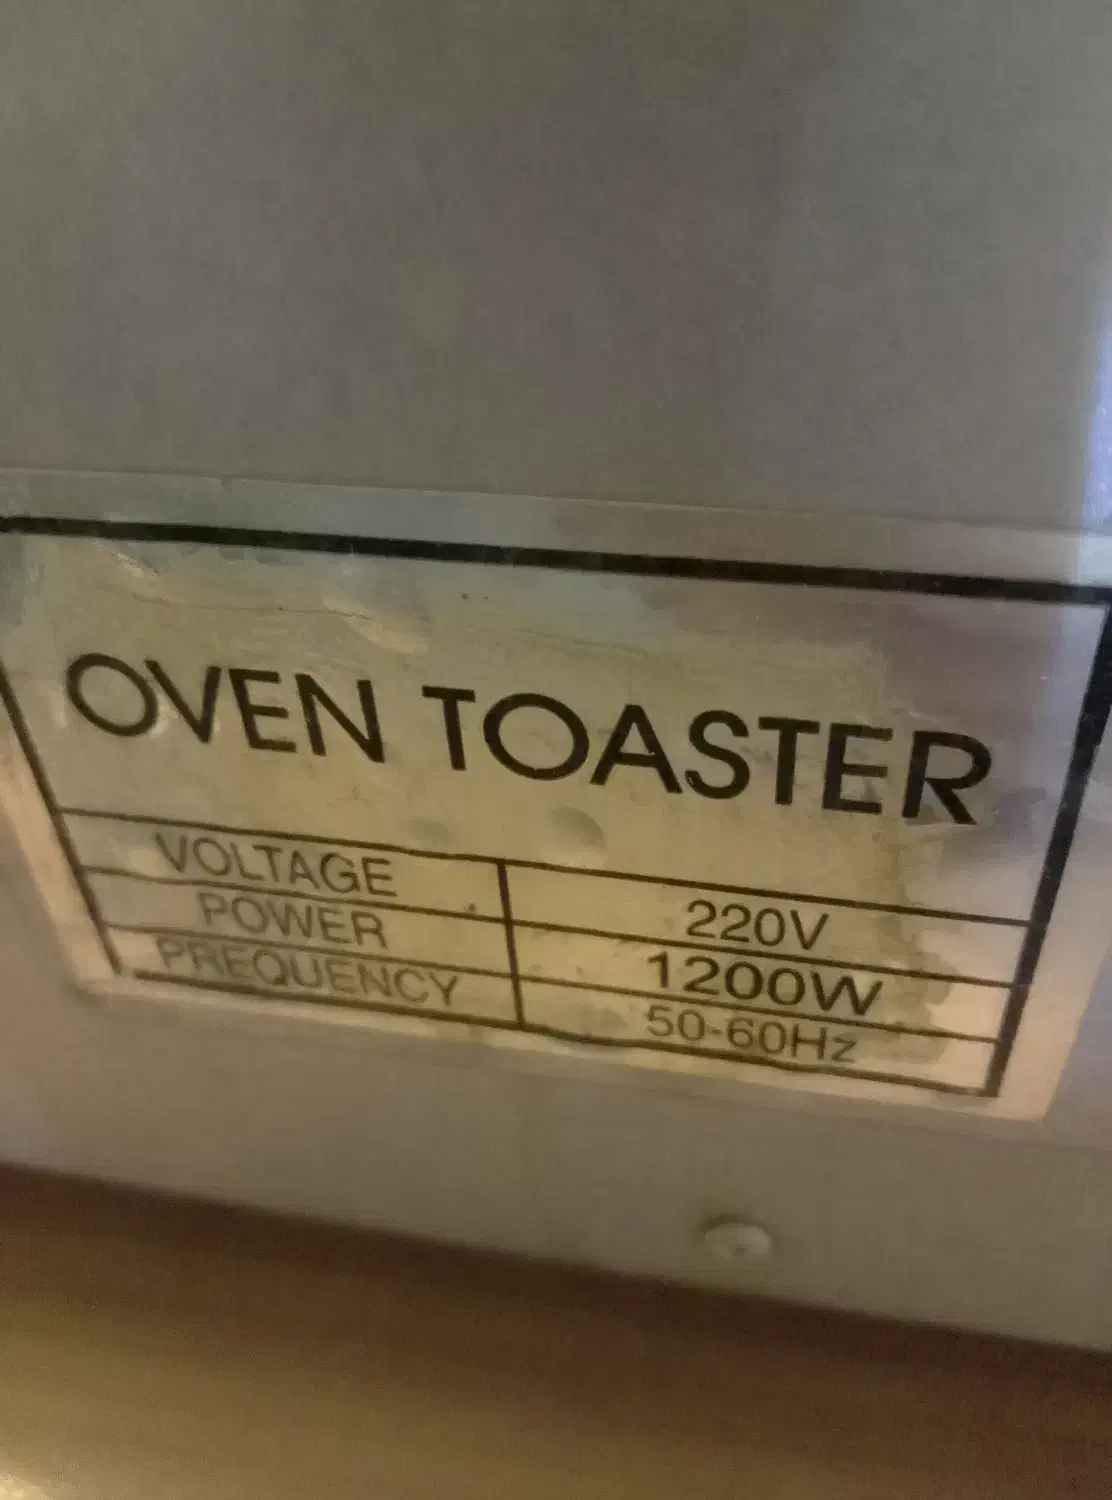 OVEN TOASTER
VOLTAGE 220V
POWER 1200W
PREQUENCY 50-60Hz